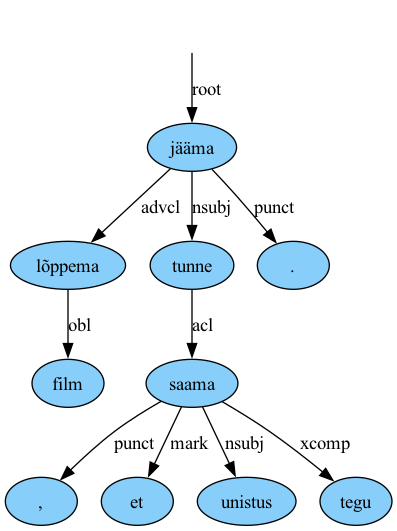 root
jääma
advcl nsubj punct
lõppema tunne .
obl acl
film saama
punct mark nsubj xcomp
, et unistus tegu